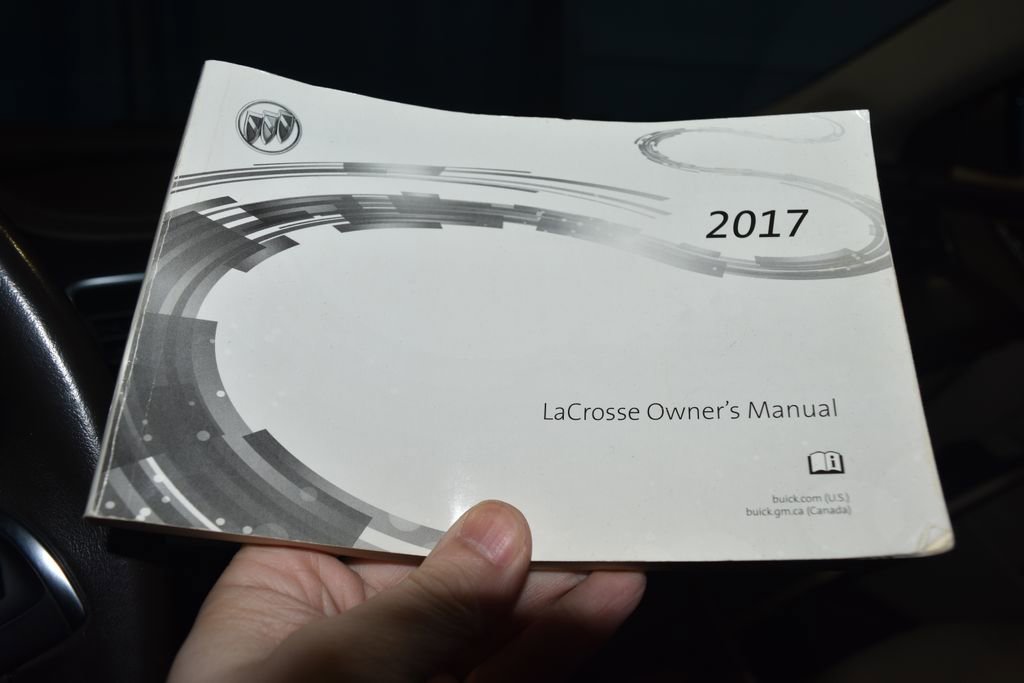 2017
LaCrosse Owner's Manual
buick.com (U.S.)
buick.gm.ca (Canada)